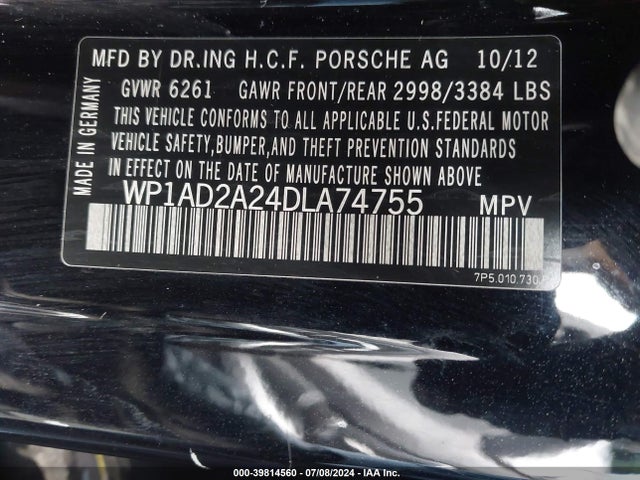 MFD BY DR.ING H.C.F. PORSCHE AG 10/12
GVWR 6261 GAWR FRONT/REAR 2998/3384 LBS
THIS VEHICLE CONFORMS TO ALL APPLICABLE U.S.FEDERAL MOTOR
VEHICLE SAFETY,BUMPER,AND THEFT PREVENTION STANDARDS
IN EFFECT ON THE DATE OF MANUFACTURE SHOWN ABOVE.
WP1AD2A24DLA74755 MPV
MADE IN GERMANY
7P5.010.730
000-39814560 - 07/08/2024 - IAA Inc.